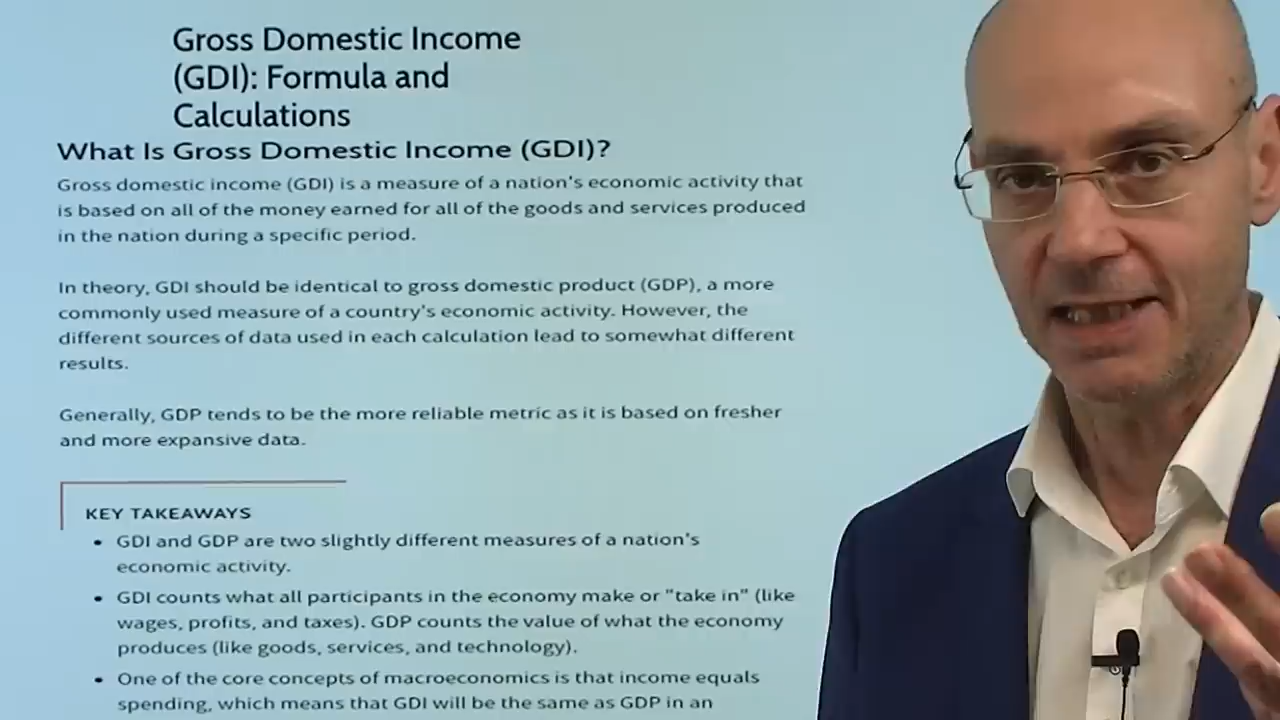 Gross Domestic Income
(GDI): Formula and
Calculations
What Is Gross Domestic Income (GDI)?
Gross domestic income (GDI) is a measure of a nation's economic activity that
is based on all of the money earned for all of the goods and services produced
in the nation during a specific period.
In theory, GDI should be identical to gross domestic product (GDP), a more
commonly used measure of a country's economic activity. However, the
different sources of data used in each calculation lead to somewhat different
results.
Generally, GDP tends to be the more reliable metric as it is based on fresher
and more expansive data.
KEY TAKEAWAYS
• GDI and GDP are two slightly different measures of a nation's
economic activity.
• GDI counts what all participants in the economy make or "take in" (like
wages, profits, and taxes). GDP counts the value of what the economy
produces (like goods, services, and technology).
• One of the core concepts of macroeconomics is that income equals
spending, which means that GDI will be the same as GDP in an